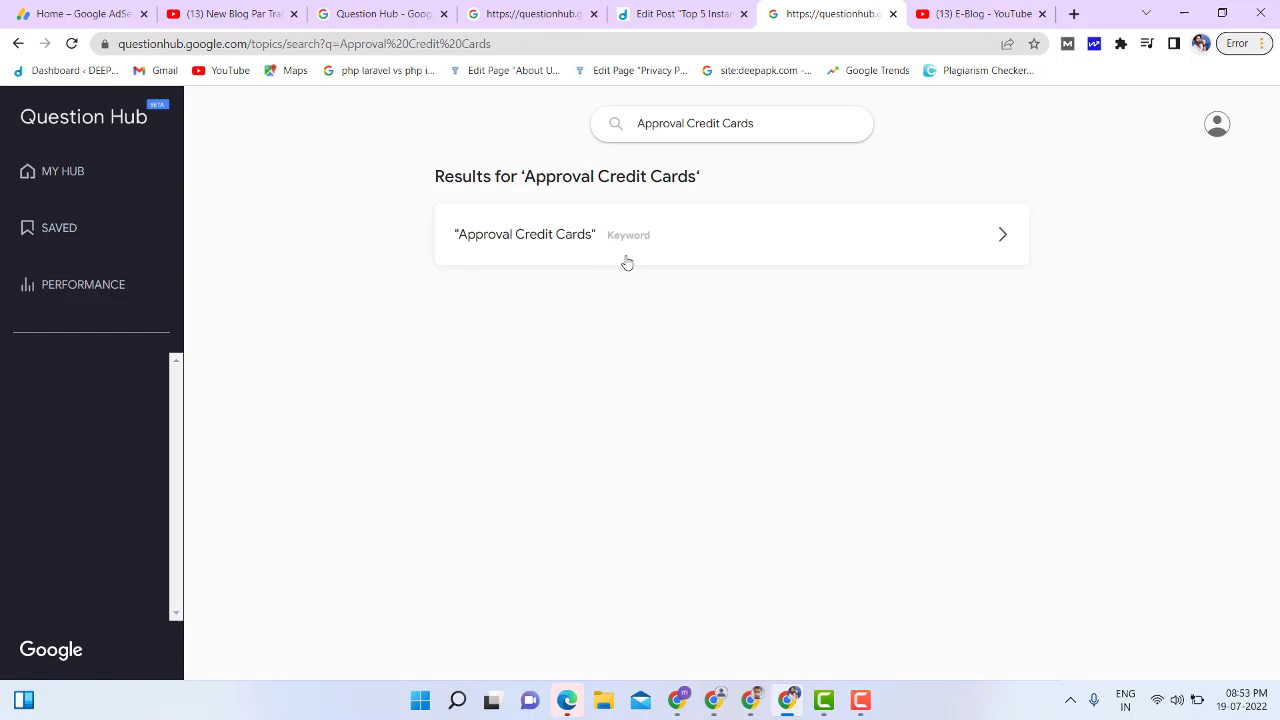 Home - Google AdSe
(13) New Blog Par Tra
Question Hub - Goog
https://questionhub.g
Edit Post "Top 5 Instan
https://questionhub.g
(13) E-Blog - YouTube
questionhub.google.com/topics/search?q=Approval%20Credit%20Cards
Error
Dashboard ‹ DEEP...
Gmail
YouTube
Maps
php laravel vs php i...
Edit Page "About U...
Edit Page "Privacy P...
site:deepapk.com -...
Google Trends
Plagiarism Checker...
Question Hub
BETA
MY HUB
SAVED
PERFORMANCE
Google
Approval Credit Cards
Results for ‘Approval Credit Cards‘
"Approval Credit Cards" Keyword
ENG
IN
08:53 PM
19-07-2022